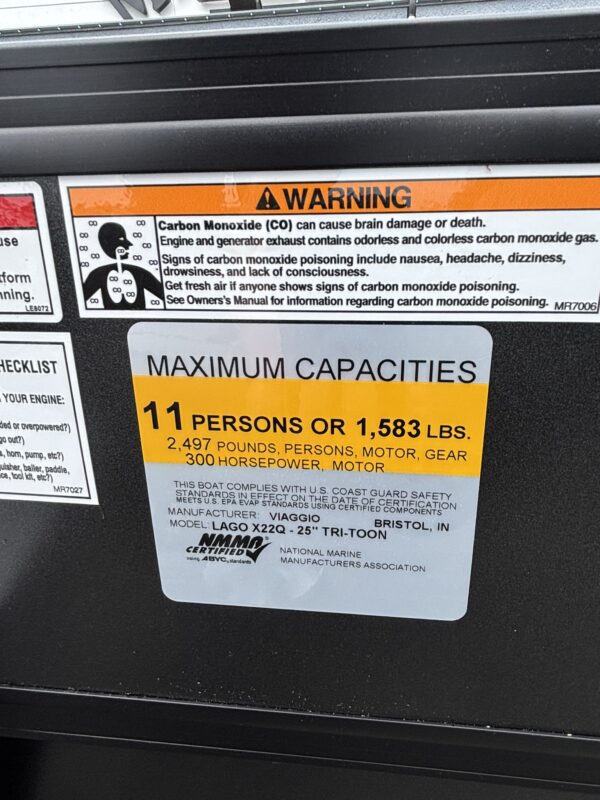 WARNING
Carbon Monoxide (CO) can cause brain damage or death.
Engine and generator exhaust contains odorless and colorless carbon monoxide gas.
Signs of carbon monoxide poisoning include nausea, headache, dizziness,
drowsiness, and lack of consciousness.
Get fresh air if anyone shows signs of carbon monoxide poisoning.
See Owner's Manual for information regarding carbon monoxide poisoning. MR7006
use
tform
nning.
LE8072
HECKLIST
YOUR ENGINE:
ded or overpowered?)
go out?)
s, horn, pump, etc?)
guisher, bailer, paddle,
ce, tool kit, etc?)
MR7027
MAXIMUM CAPACITIES
11 PERSONS OR 1,583 LBS.
2,497 POUNDS, PERSONS, MOTOR, GEAR
300 HORSEPOWER, MOTOR
THIS BOAT COMPLIES WITH U.S. COAST GUARD SAFETY
STANDARDS IN EFFECT ON THE DATE OF CERTIFICATION
MEETS U.S. EPA EVAP STANDARDS USING CERTIFIED COMPONENTS
MANUFACTURER: VIAGGIO BRISTOL, IN
MODEL: LAGO X22Q - 25" TRI-TOON
NMMA
CERTIFIED
using ABYC standards
NATIONAL MARINE
MANUFACTURERS ASSOCIATION